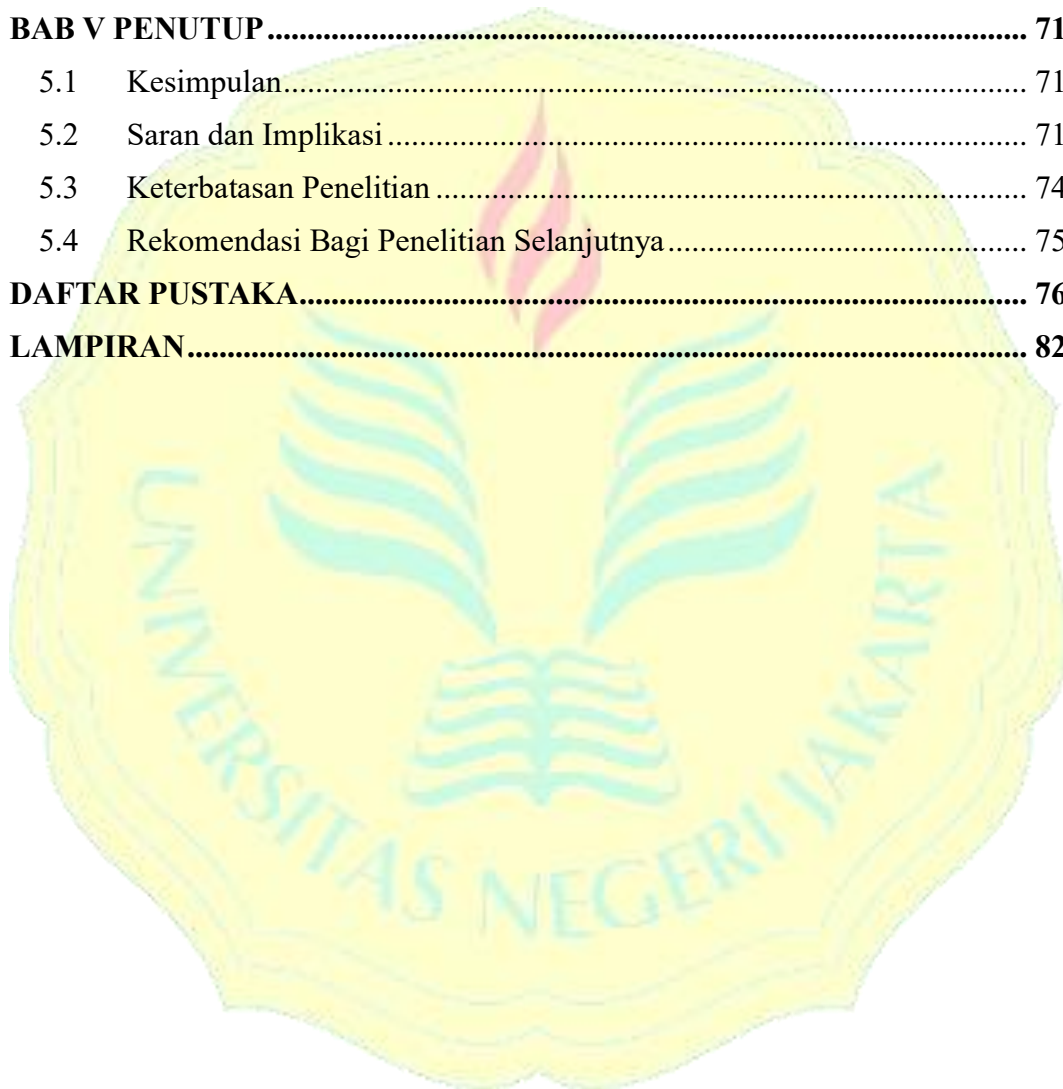 BAB V PENUTUP ........................................................................ 71
5.1 Kesimpulan ........................................................................ 71
5.2 Saran dan Implikasi ........................................................................ 71
5.3 Keterbatasan Penelitian ........................................................................ 74
5.4 Rekomendasi Bagi Penelitian Selanjutnya ........................................................................ 75
DAFTAR PUSTAKA ........................................................................ 76
LAMPIRAN ........................................................................ 82
UNIVERSITAS NEGERI JAKARTA